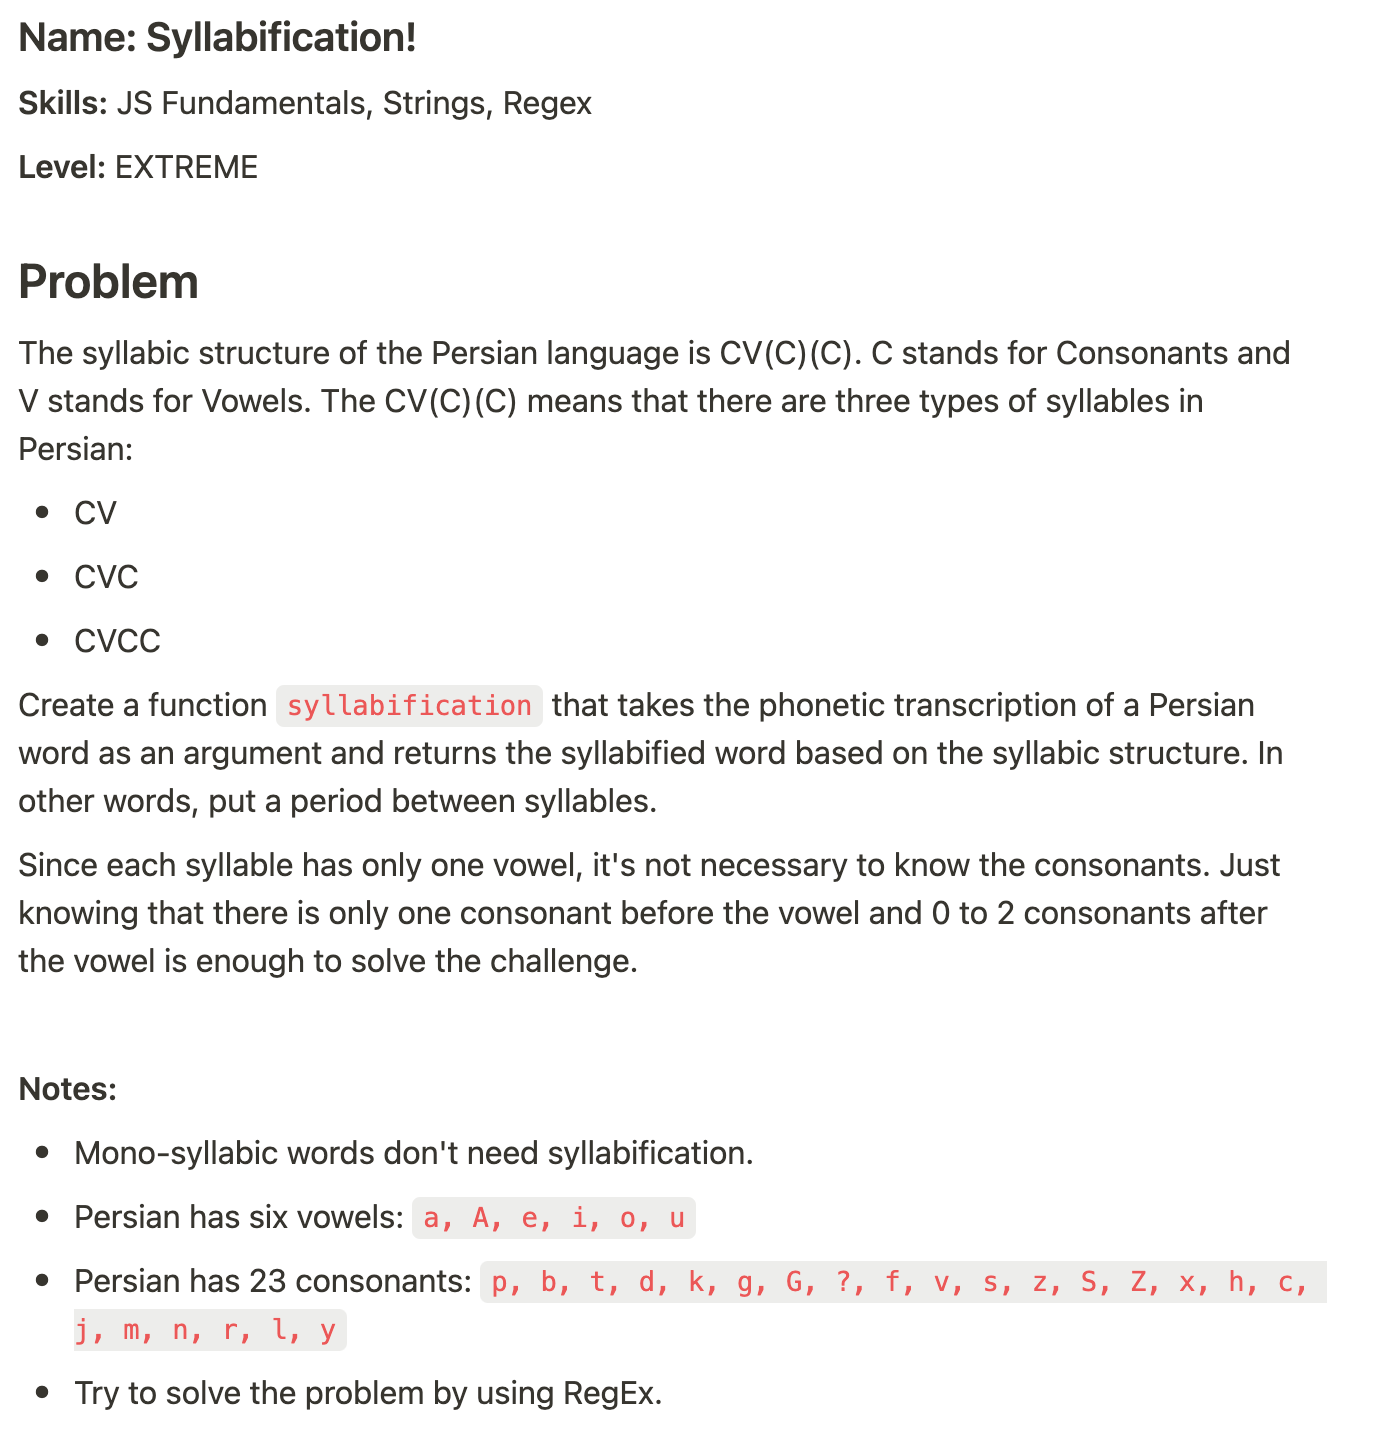 Name: Syllabification!
Skills: JS Fundamentals, Strings, Regex
Level: EXTREME
Problem
The syllabic structure of the Persian language is CV(C)(C). C stands for Consonants and
V stands for Vowels. The CV(C)(C) means that there are three types of syllables in
Persian:
• CV
• CVC
• CVCC
Create a function syllabification that takes the phonetic transcription of a Persian
word as an argument and returns the syllabified word based on the syllabic structure. In
other words, put a period between syllables.
Since each syllable has only one vowel, it's not necessary to know the consonants. Just
knowing that there is only one consonant before the vowel and 0 to 2 consonants after
the vowel is enough to solve the challenge.
Notes:
• Mono-syllabic words don't need syllabification.
• Persian has six vowels: a, A, e, i, o, u
• Persian has 23 consonants: p, b, t, d, k, g, G, ?, f, v, s, z, S, Z, x, h, c,
j, m, n, r, l, y
• Try to solve the problem by using RegEx.